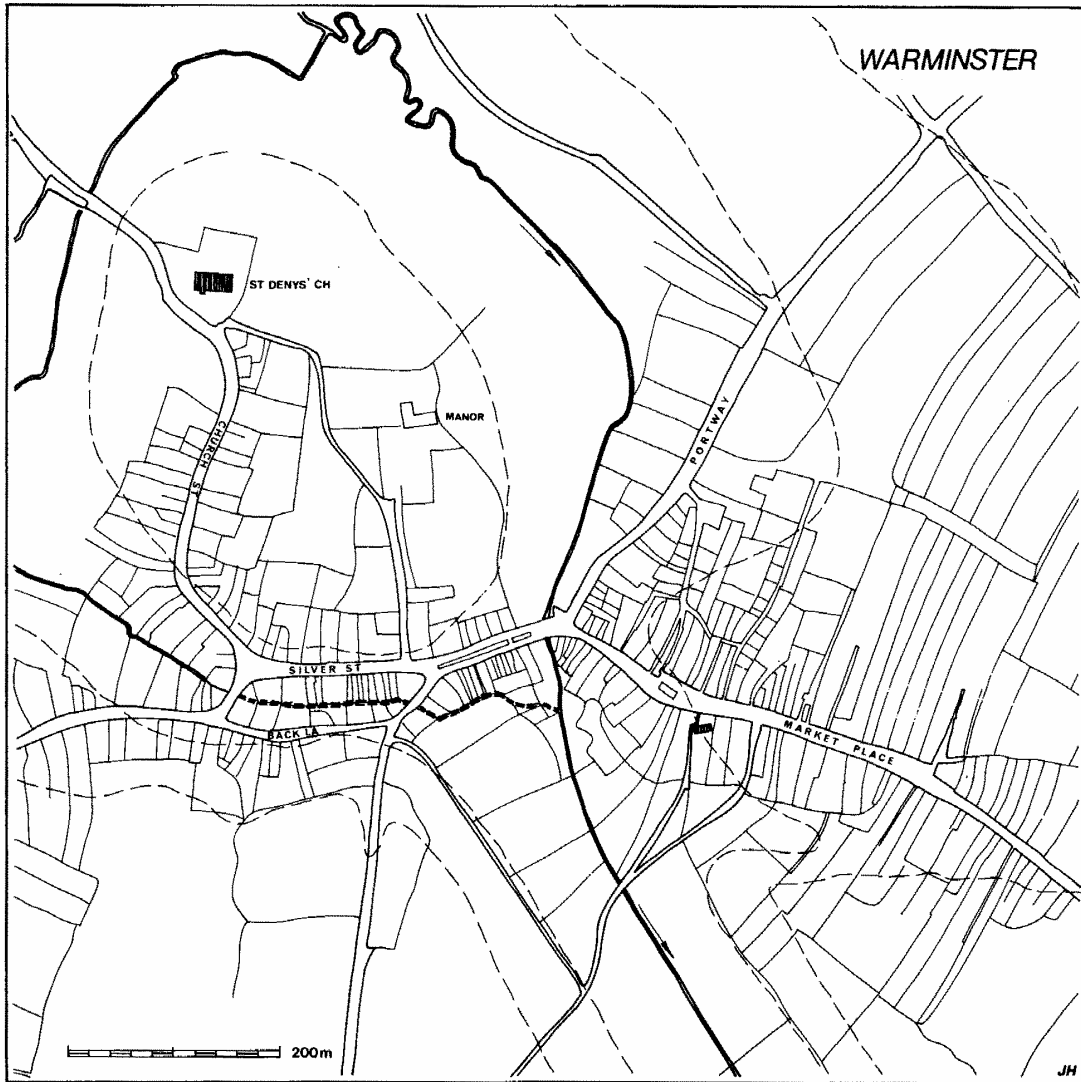 WARMINSTER
ST DENYS' CH
MANOR
CHURCH ST
PORTWAY
SILVER ST
BACK LA
MARKET PLACE
200m
JH